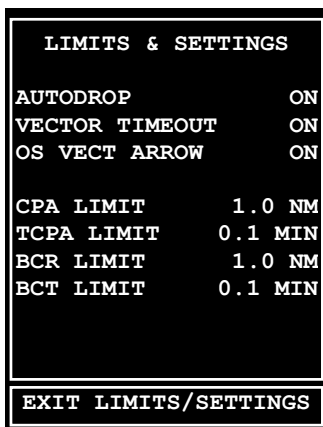 LIMITS & SETTINGS
AUTODROP ON
VECTOR TIMEOUT ON
OS VECT ARROW ON
CPA LIMIT 1.0 NM
TCPA LIMIT 0.1 MIN
BCR LIMIT 1.0 NM
BCT LIMIT 0.1 MIN
EXIT LIMITS/SETTINGS